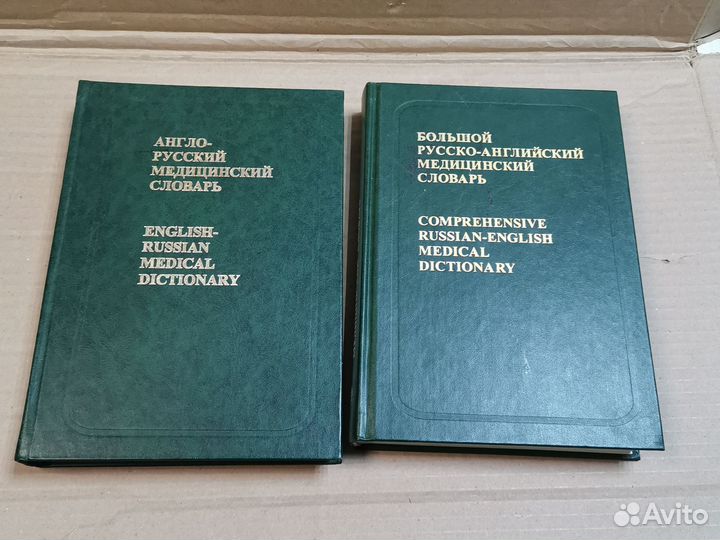 АНГЛО-
РУССКИЙ
МЕДИЦИНСКИЙ
СЛОВАРЬ
ENGLISH-
RUSSIAN
MEDICAL
DICTIONARY
БОЛЬШОЙ
РУССКО-АНГЛИЙСКИЙ
МЕДИЦИНСКИЙ
СЛОВАРЬ
COMPREHENSIVE
RUSSIAN-ENGLISH
MEDICAL
DICTIONARY
Avito